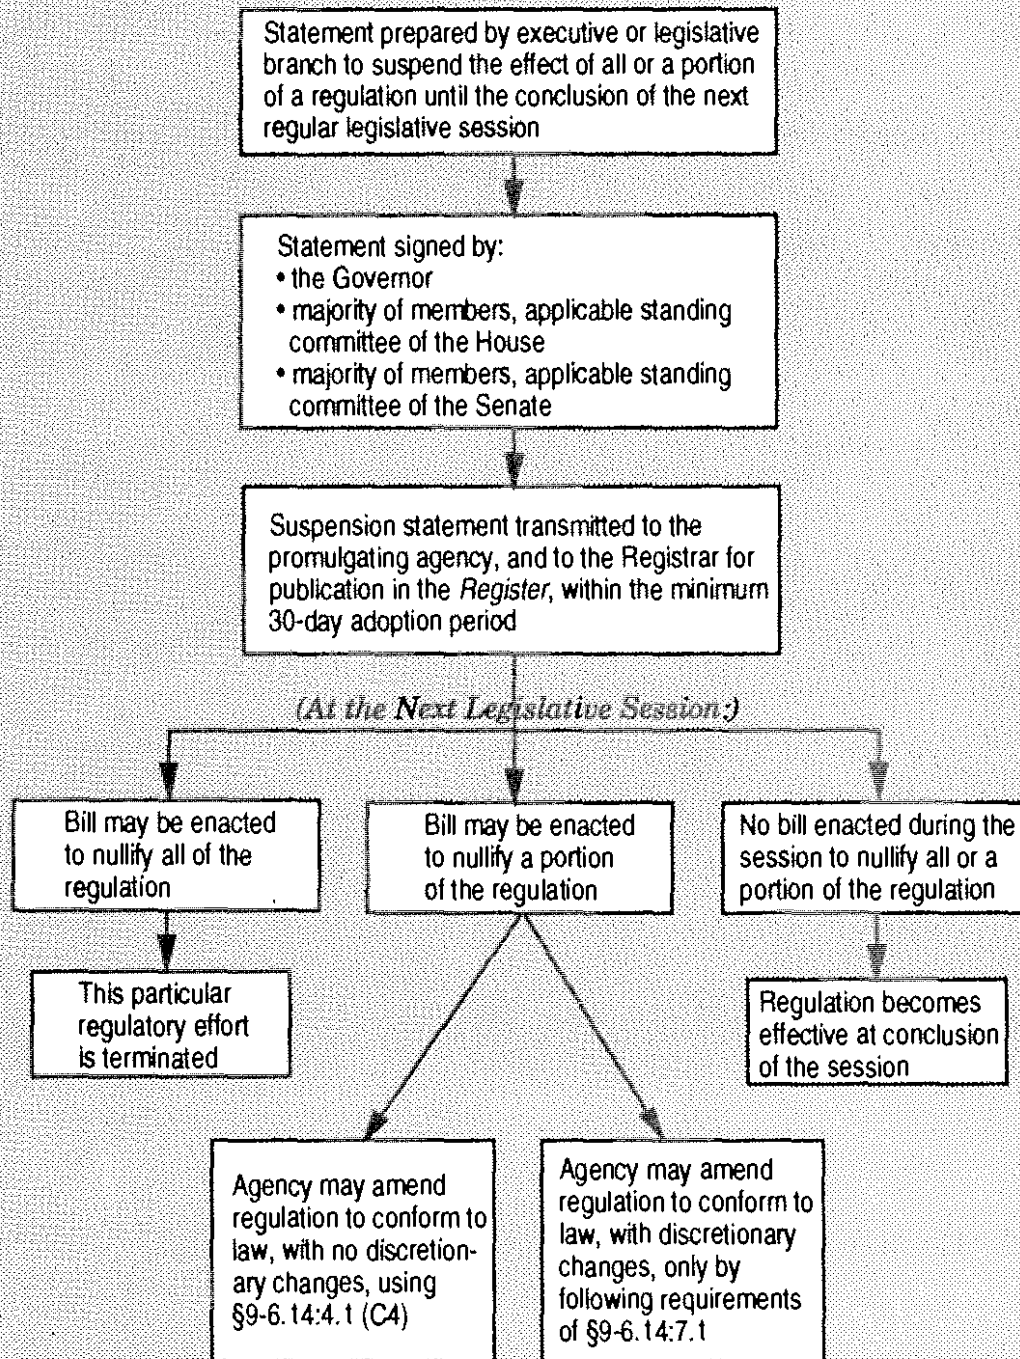 Statement prepared by executive or legislative
branch to suspend the effect of all or a portion
of a regulation until the conclusion of the next
regular legislative session
Statement signed by:
• the Governor
• majority of members, applicable standing
committee of the House
• majority of members, applicable standing
committee of the Senate
Suspension statement transmitted to the
promulgating agency, and to the Registrar for
publication in the Register, within the minimum
30-day adoption period
(At the Next Legislative Session:)
Bill may be enacted
to nullify all of the
regulation
Bill may be enacted
to nullify a portion
of the regulation
No bill enacted during the
session to nullify all or a
portion of the regulation
This particular
regulatory effort
is terminated
Regulation becomes
effective at conclusion
of the session
Agency may amend
regulation to conform to
law, with no discretion-
ary changes, using
§9-6.14:4.1 (C4)
Agency may amend
regulation to conform to
law, with discretionary
changes, only by
following requirements
of §9-6.14:7.1